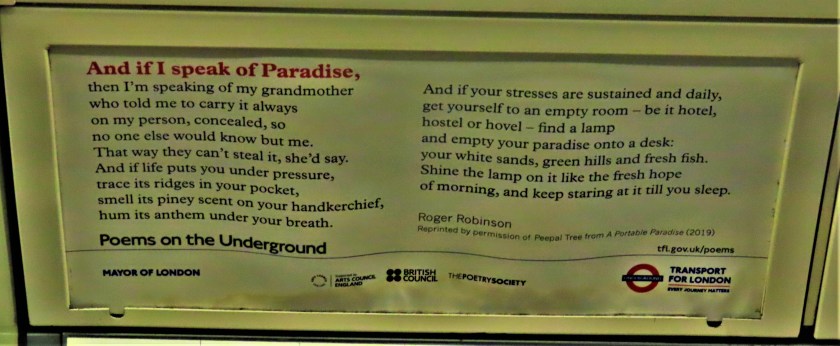 And if I speak of Paradise,
then I'm speaking of my grandmother
who told me to carry it always
on my person, concealed, so
no one else would know but me.
That way they can't steal it, she'd say.
And if life puts you under pressure,
trace its ridges in your pocket,
smell its piney scent on your handkerchief,
hum its anthem under your breath.
And if your stresses are sustained and daily,
get yourself to an empty room – be it hotel,
hostel or hovel – find a lamp
and empty your paradise onto a desk:
your white sands, green hills and fresh fish.
Shine the lamp on it like the fresh hope
of morning, and keep staring at it till you sleep.
Roger Robinson
Reprinted by permission of Peepal Tree from A Portable Paradise (2019)
Poems on the Underground
tfl.gov.uk/poems
MAYOR OF LONDON
ARTS COUNCIL
ENGLAND
BRITISH
COUNCIL
THEPOETRYSOCIETY
UNDERGROUND
TRANSPORT
FOR LONDON
EVERY JOURNEY MATTERS